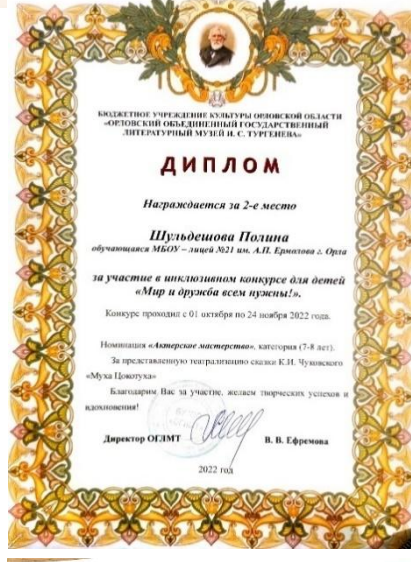 БЮДЖЕТНОЕ УЧРЕЖДЕНИЕ КУЛЬТУРЫ ОРЛОВСКОЙ ОБЛАСТИ
«ОРЛОВСКИЙ ОБЪЕДИНЕННЫЙ ГОСУДАРСТВЕННЫЙ
ЛИТЕРАТУРНЫЙ МУЗЕЙ И. С. ТУРГЕНЕВА»
ДИПЛОМ
Награждается за 2-е место
Шульдешова Полина
обучающаяся МБОУ – лицей №21 им. А.П. Ермолова г. Орла
за участие в инклюзивном конкурсе для детей
«Мир и дружба всем нужны!».
Конкурс проходил с 01 октября по 24 ноября 2022 года.
Номинация «Актерское мастерство», категория (7-8 лет).
За представленную театрализацию сказки К.И. Чуковского
«Муха Цокотуха»
Благодарим Вас за участие, желаем творческих успехов и
вдохновения!
Директор ОГЛМТ В. В. Ефремова
2022 год